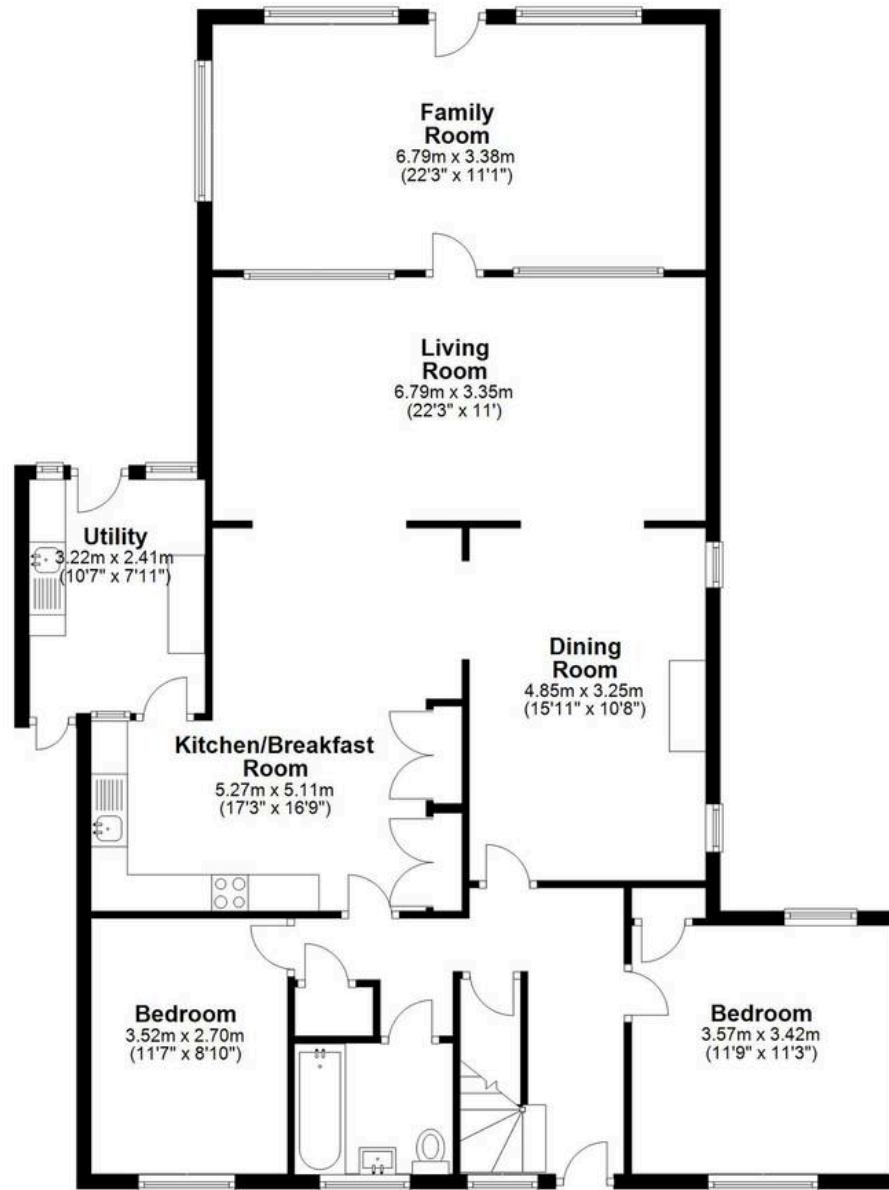 Family
Room
6.79m x 3.38m
(22'3" x 11'1")
Living
Room
6.79m x 3.35m
(22'3" x 11')
Utility
3.22m x 2.41m
(10'7" x 7'11")
Dining
Room
4.85m x 3.25m
(15'11" x 10'8")
Kitchen/Breakfast
Room
5.27m x 5.11m
(17'3" x 16'9")
Bedroom
3.52m x 2.70m
(11'7" x 8'10")
Bedroom
3.57m x 3.42m
(11'9" x 11'3")